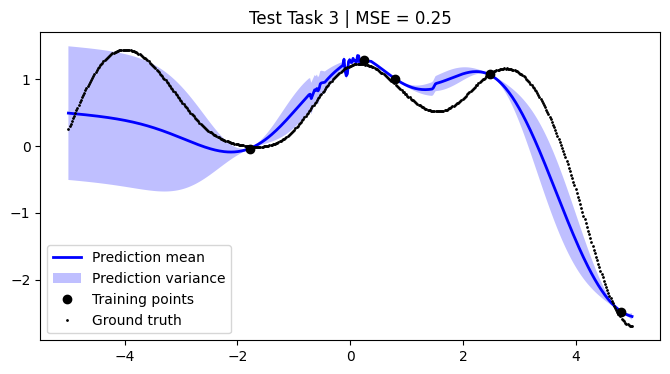 Test Task 3 | MSE = 0.25
1
0
−1
−2
Prediction mean
Prediction variance
Training points
Ground truth
−4 −2 0 2 4